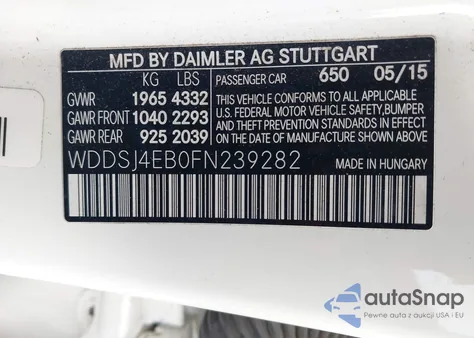 MFD BY DAIMLER AG STUTTGART
KG LBS PASSENGER CAR 650 05/15
GVWR 1965 4332 THIS VEHICLE CONFORMS TO ALL APPLICABLE
GAWR FRONT 1040 2293 U.S. FEDERAL MOTOR VEHICLE SAFETY, BUMPER
GAWR REAR 925 2039 AND THEFT PREVENTION STANDARDS IN EFFECT
ON THE DATE OF MANUFACTURE SHOWN ABOVE.
WDDSJ4EB0FN239282 MADE IN HUNGARY
autoSnap
Pewne auta z aukcji USA i EU